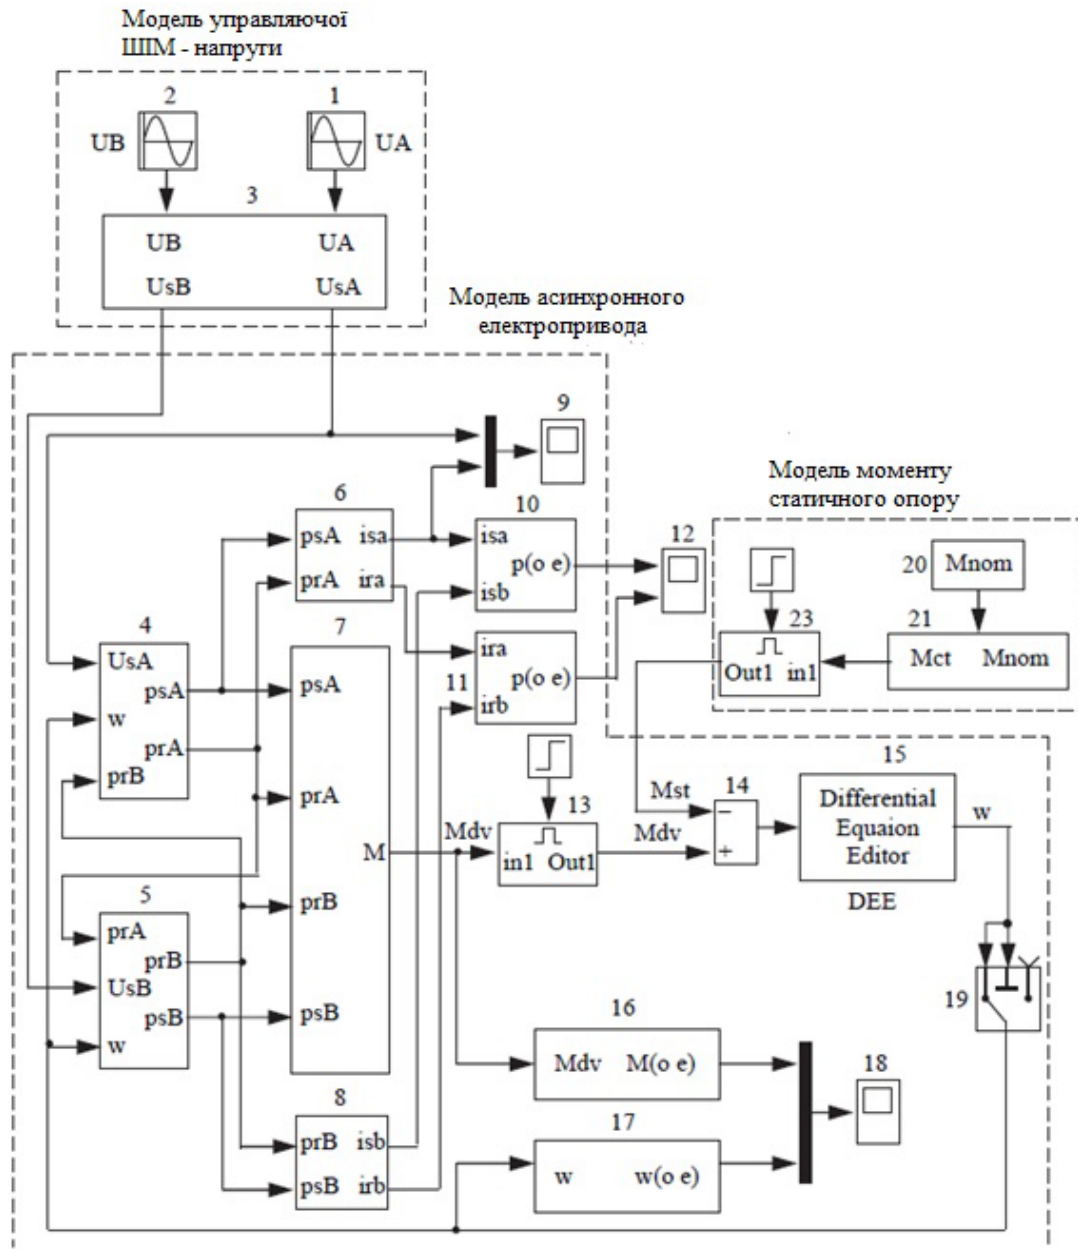 Модель управляючої
ШІМ - напруги
2
1
UB
UA
3
UB
UA
UsB
UsA
Модель асинхронного
електропривода
9
Модель моменту
статичного опору
6
psA isa
prA ira
10
isa
p(o e)
isb
12
20
Mnom
4
7
23
21
UsA
psA
w
prA
prB
psA
prA
M
prB
psB
11
ira
p(o e)
irb
Out1 in1
Mct Mnom
15
13
Mst
14
Mdv
in1 Out1
Mdv
−
+
Differential
Equaion
Editor
w
DEE
5
prA
prB
UsB
psB
w
19
16
Mdv M(o e)
18
8
17
prB isb
psB irb
w w(o e)